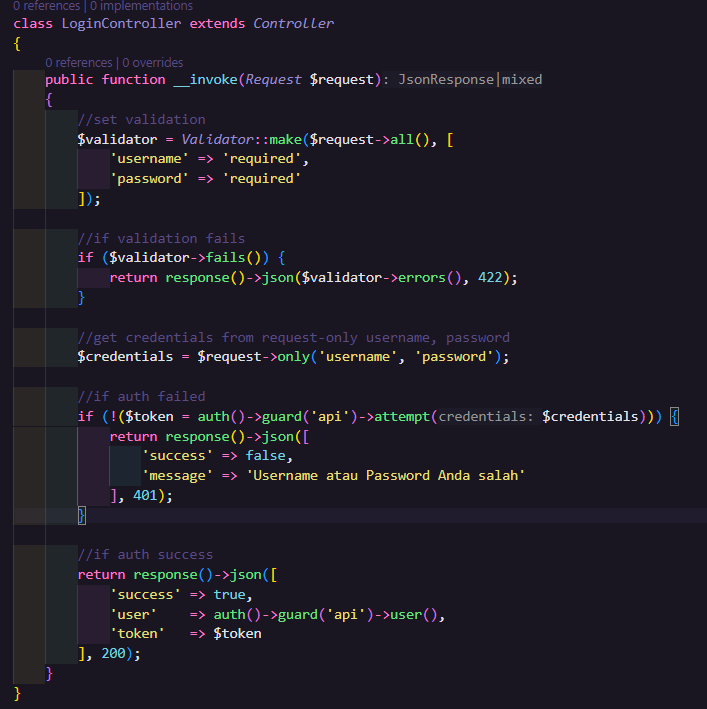 0 references | 0 implementations
class LoginController extends Controller
{
0 references | 0 overrides
public function __invoke(Request $request): JsonResponse|mixed
{
//set validation
$validator = Validator::make($request->all(), [
'username' => 'required',
'password' => 'required'
]);
//if validation fails
if ($validator->fails()) {
return response()->json($validator->errors(), 422);
}
//get credentials from request-only username, password
$credentials = $request->only('username', 'password');
//if auth failed
if (!($token = auth()->guard('api')->attempt(credentials: $credentials))) {
return response()->json([
'success' => false,
'message' => 'Username atau Password Anda salah'
], 401);
}
//if auth success
return response()->json([
'success' => true,
'user'    => auth()->guard('api')->user(),
'token'   => $token
], 200);
}
}